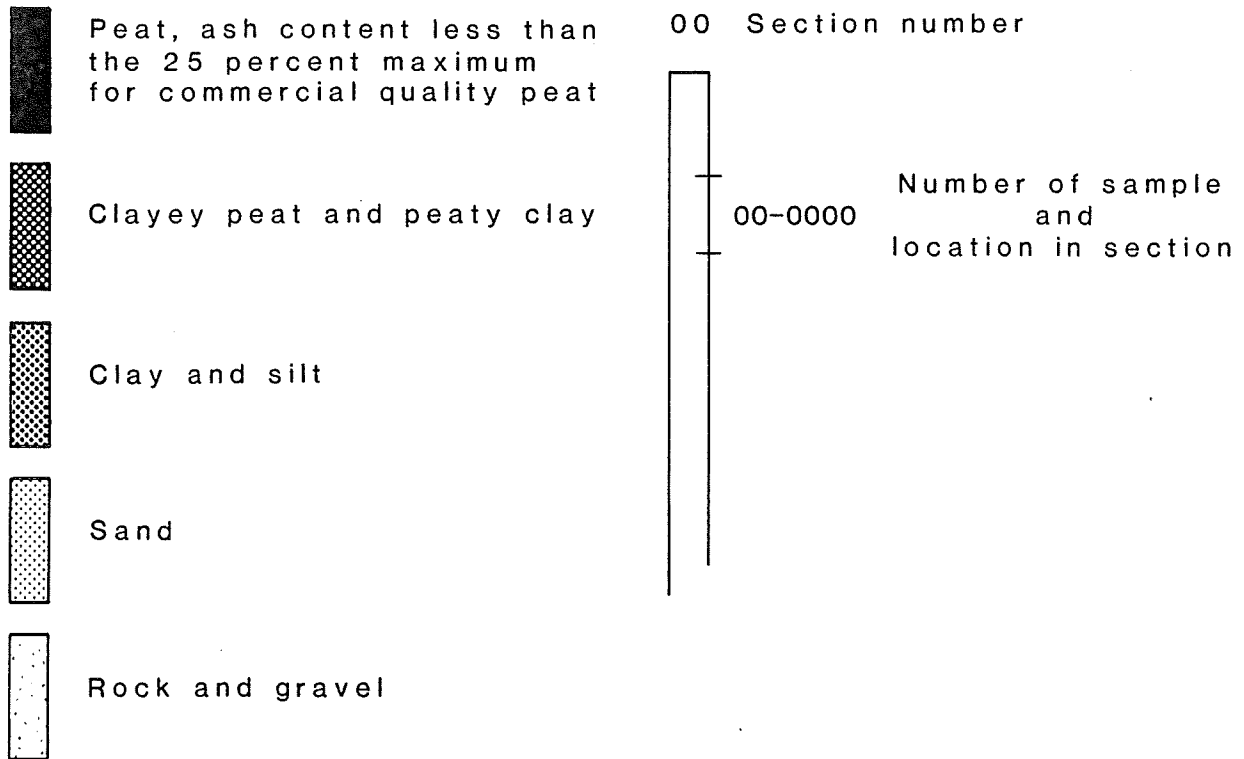 Peat, ash content less than
the 25 percent maximum
for commercial quality peat
Clayey peat and peaty clay
Clay and silt
Sand
Rock and gravel
00 Section number
00-0000
Number of sample
and
location in section